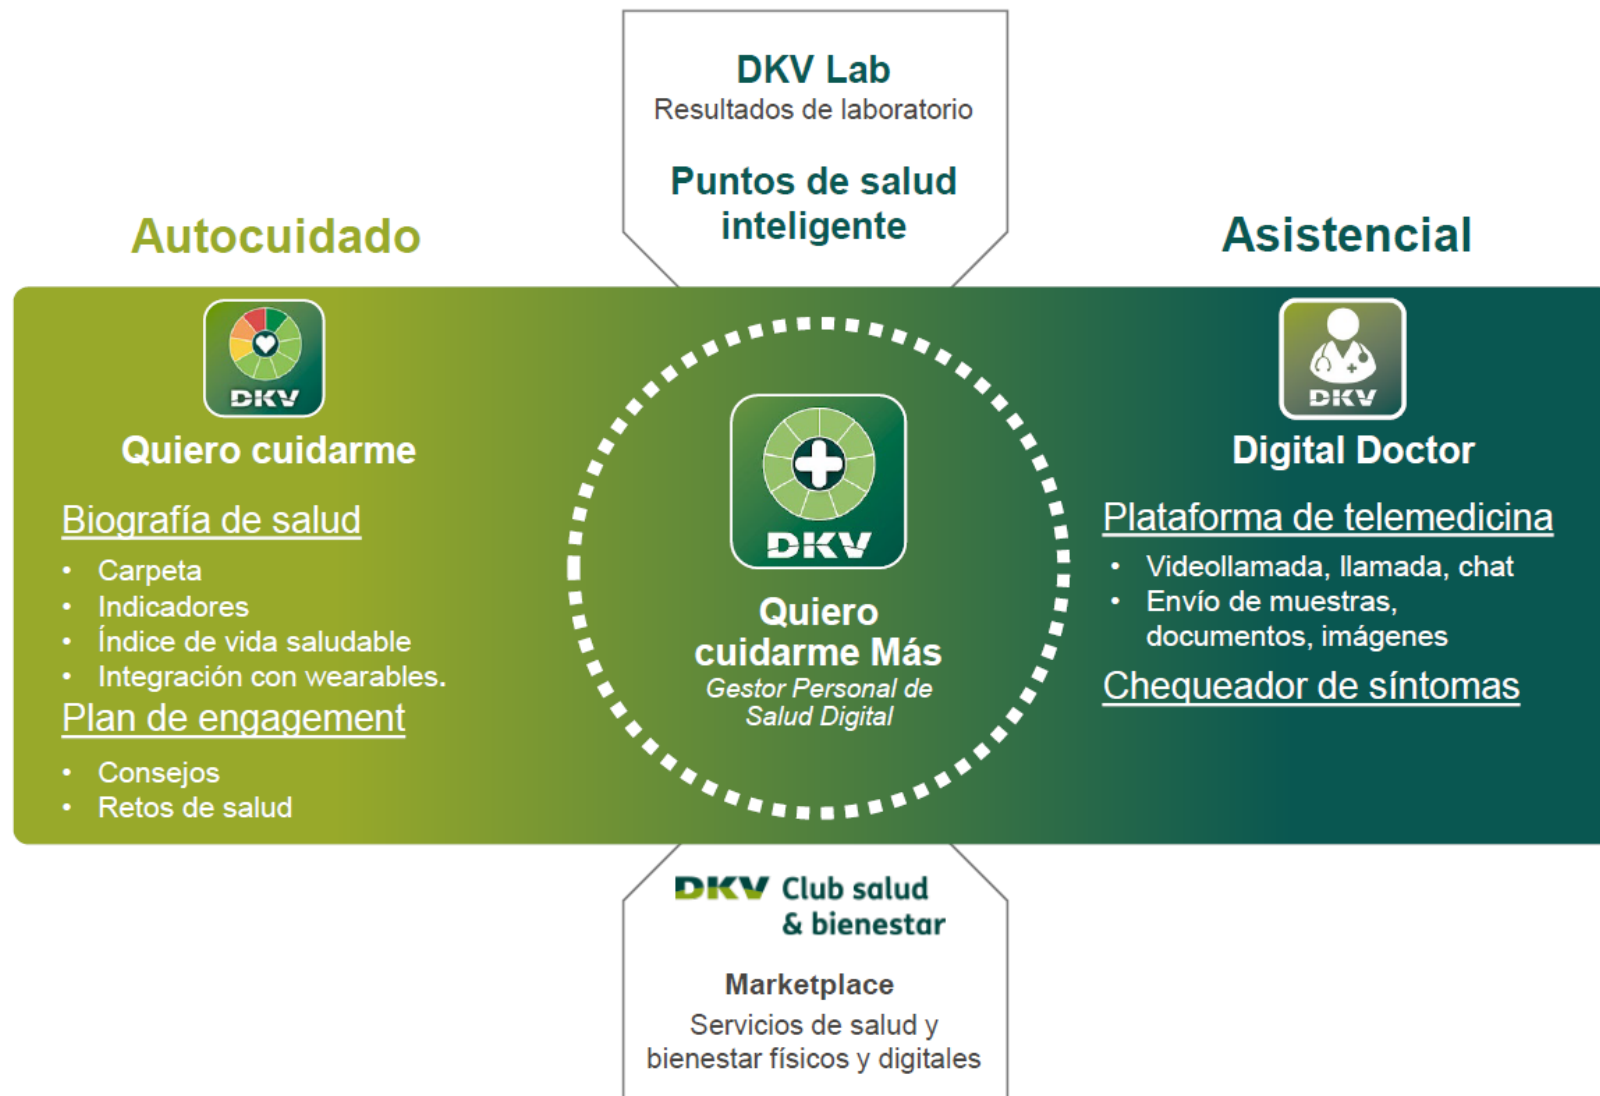 DKV Lab
Resultados de laboratorio
Puntos de salud
inteligente
Autocuidado
Asistencial
DKV
Quiero cuidarme
Biografía de salud
• Carpeta
• Indicadores
• Índice de vida saludable
• Integración con wearables.
Plan de engagement
• Consejos
• Retos de salud
DKV
Quiero
cuidarme Más
Gestor Personal de
Salud Digital
DKV
Digital Doctor
Plataforma de telemedicina
• Videollamada, llamada, chat
• Envío de muestras,
documentos, imágenes
Chequeador de síntomas
DKV Club salud
& bienestar
Marketplace
Servicios de salud y
bienestar físicos y digitales